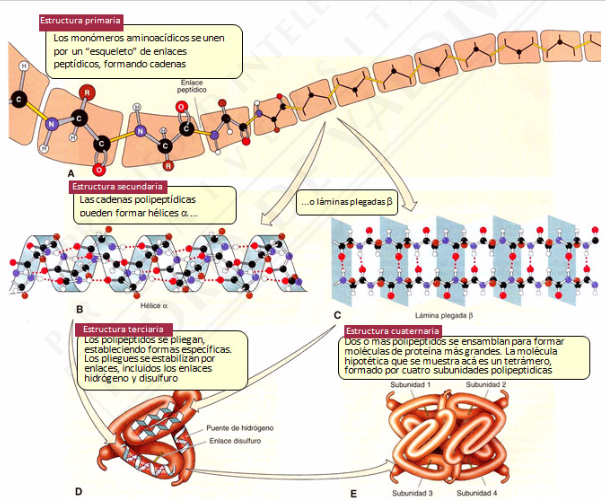 Estructura primaria
Los monómeros aminoacídicos se unen
por un “esqueleto” de enlaces
peptídicos, formando cadenas
Enlace
peptídico
H
R
O
H
C
N
C
C
N
C
C
N
H
H
O
H
R
H
R
O
A
Estructura secundaria
Las cadenas polipeptídicas
pueden formar hélices α ...
...o láminas plegadas β
B
Hélice α
C
Lámina plegada β
Estructura terciaria
Los polipéptidos se pliegan,
estableciendo formas específicas.
Los pliegues se estabilizan por
enlaces, incluidos los enlaces
hidrógeno y disulfuro
Estructura cuaternaria
Dos o más polipéptidos se ensamblan para formar
moléculas de proteína más grandes. La molécula
hipotética que se muestra acá es un tetrámero,
formado por cuatro subunidades polipeptídicas
Puente de hidrógeno
Enlace disulfuro
D
Subunidad 1
Subunidad 2
Subunidad 3
Subunidad 4
E